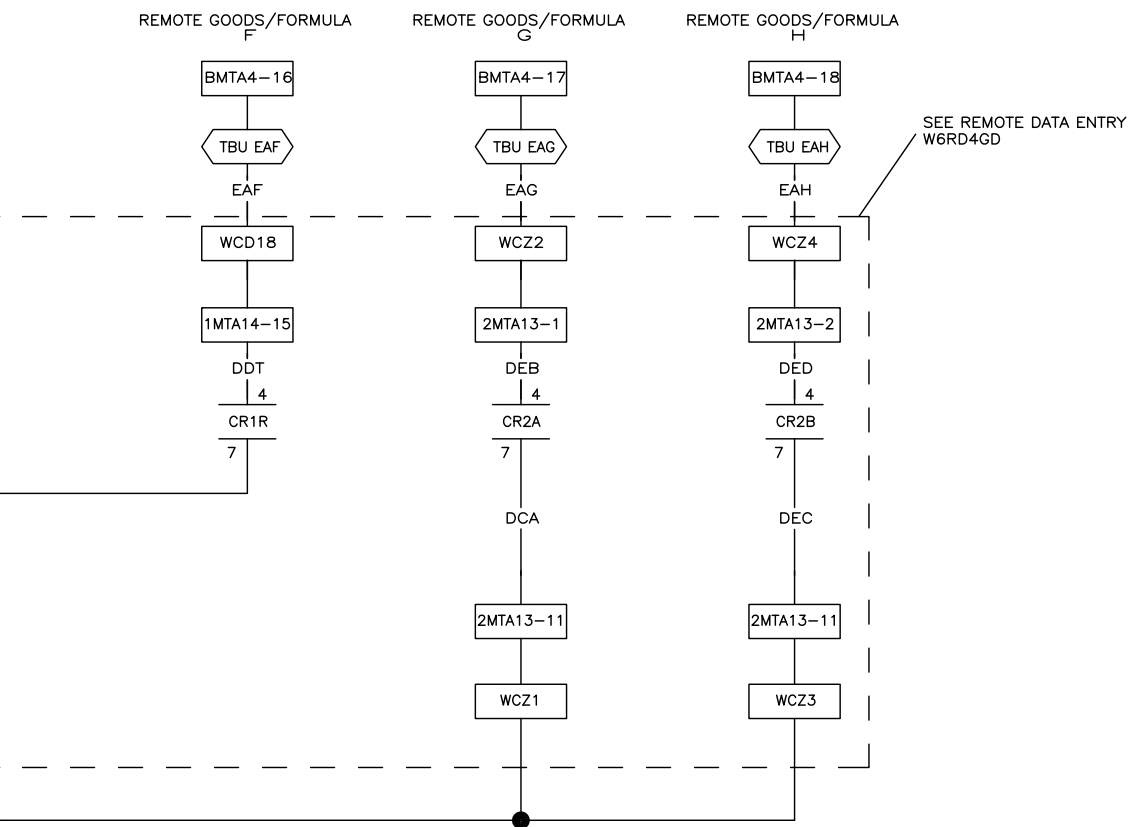 REMOTE GOODS/FORMULA REMOTE GOODS/FORMULA REMOTE GOODS/FORMULA
F G H
BMTA4-16 BMTA4-17 BMTA4-18
SEE REMOTE DATA ENTRY
W6RD4GD
TBU EAF TBU EAG TBU EAH
EAF EAG EAH
WCD18 WCZ2 WCZ4
1MTA14-15 2MTA13-1 2MTA13-2
DDT DEB DED
4 4 4
CR1R CR2A CR2B
7 7 7
DCA DEC
2MTA13-11 2MTA13-11
WCZ1 WCZ3